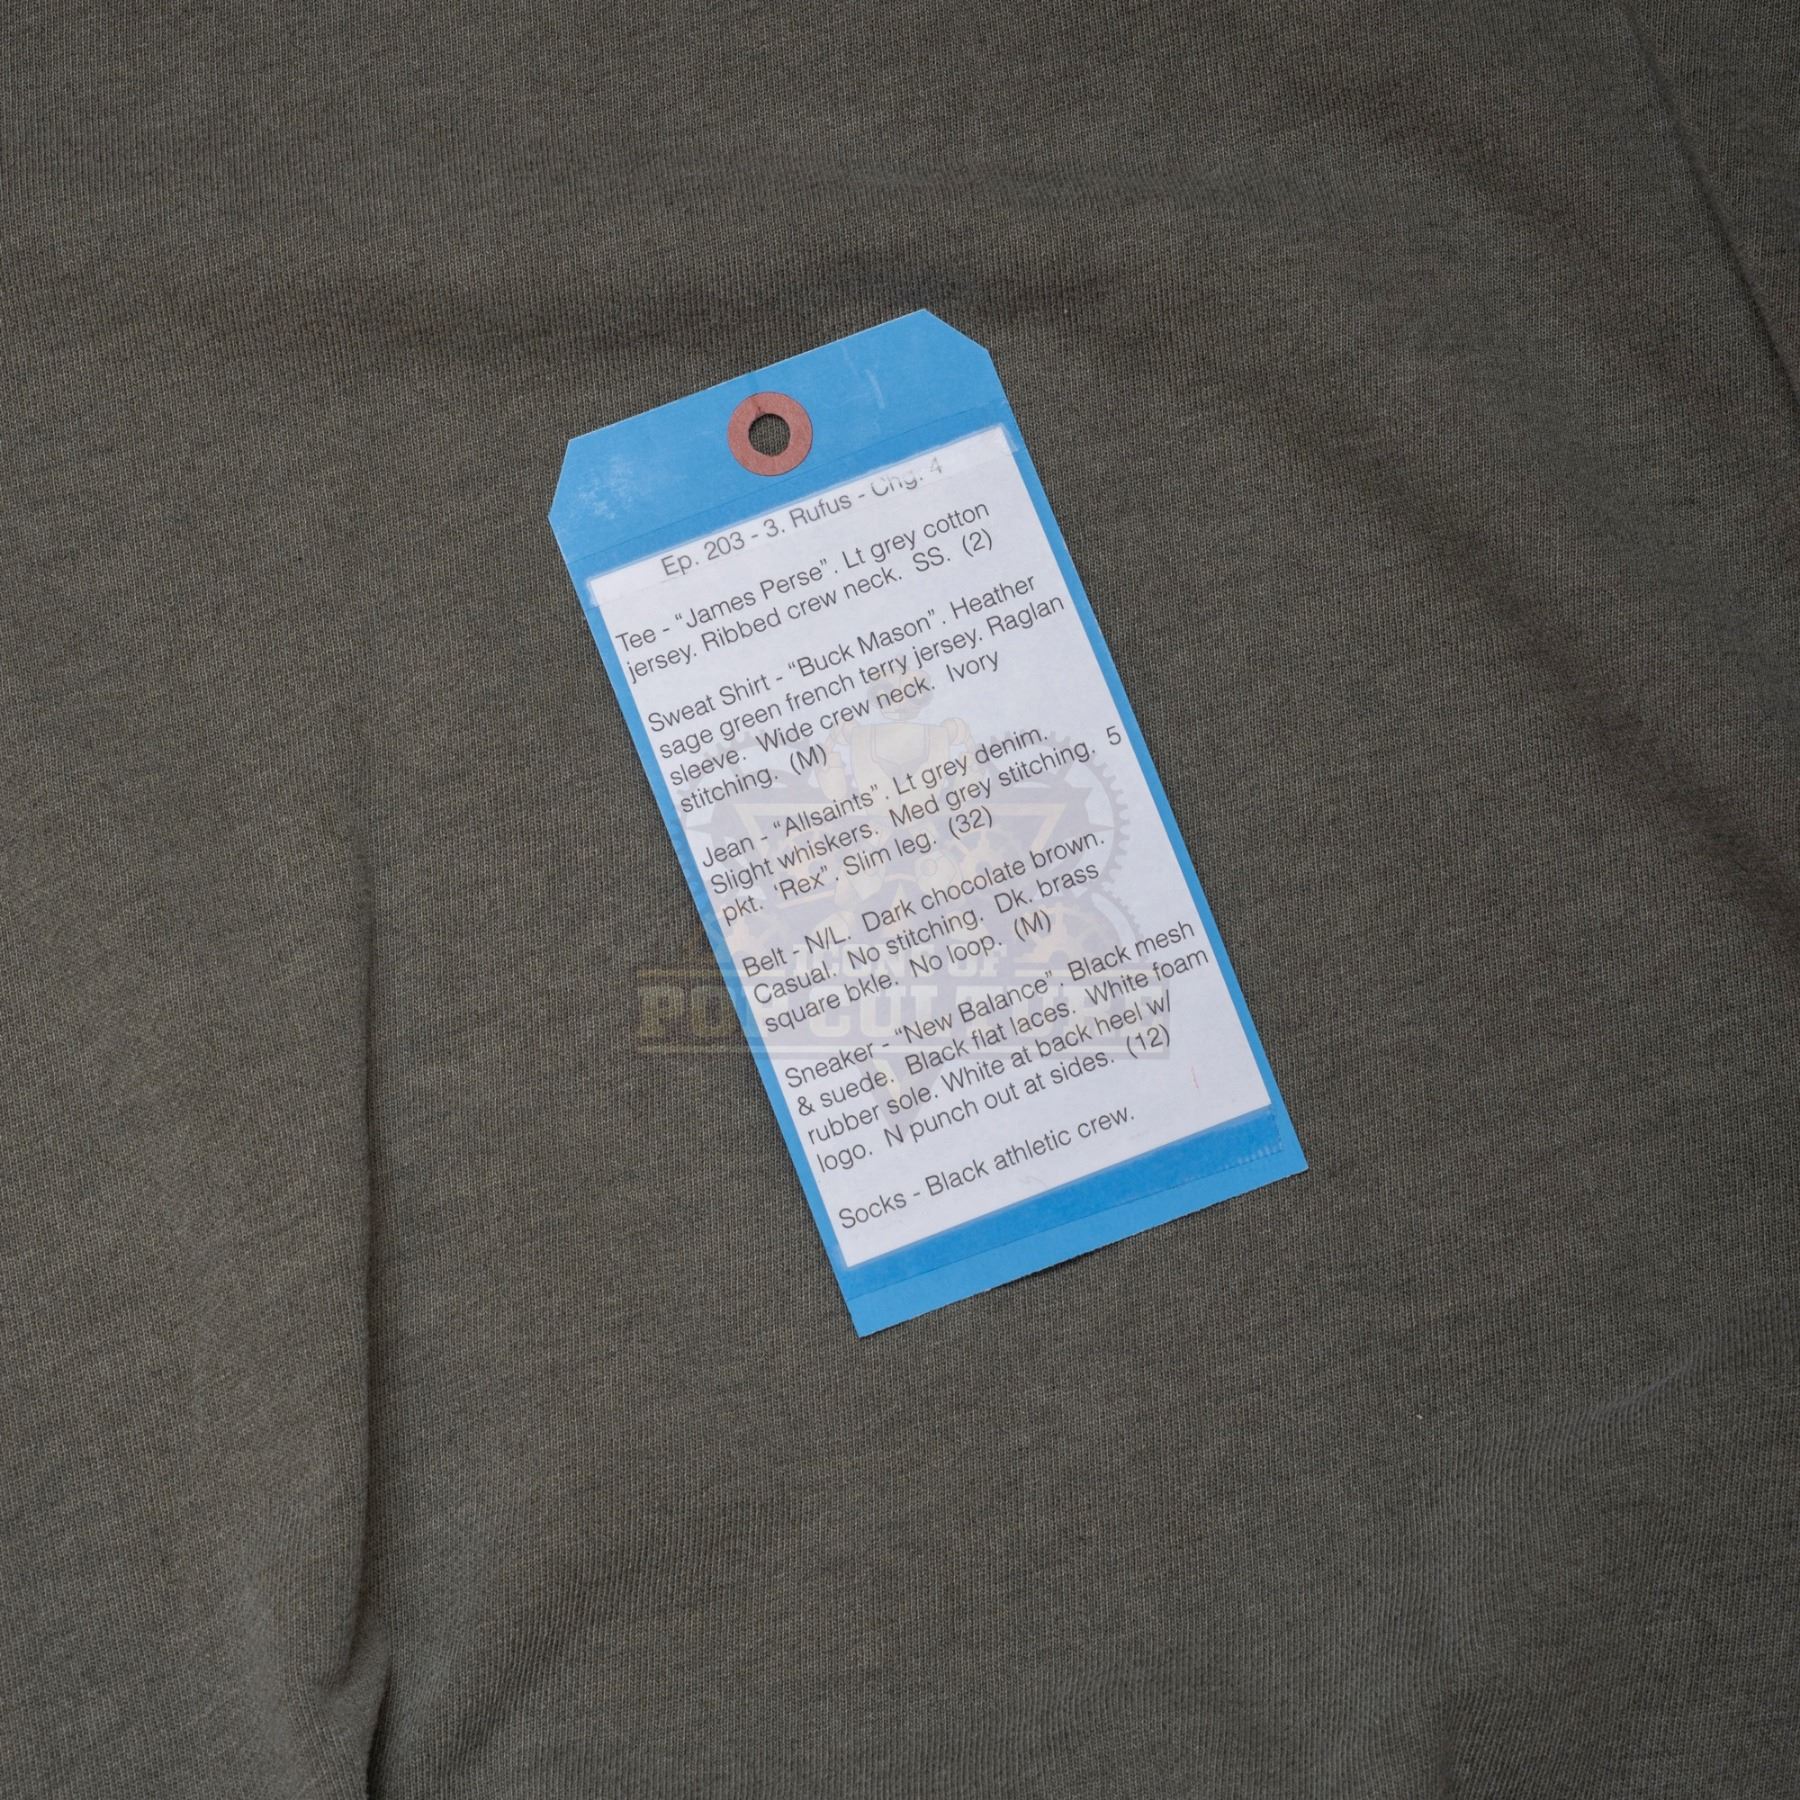 Ep. 203 - 3. Rufus - Chg. 4
Tee - “James Perse” . Lt grey cotton
jersey. Ribbed crew neck. SS. (2)
Sweat Shirt - “Buck Mason” . Heather
sage green french terry jersey. Raglan
sleeve. Wide crew neck. Ivory
stitching. (M)
Jean - “Allsaints” . Lt grey denim.
Slight whiskers. Med grey stitching. 5
pkt. ‘Rex” . Slim leg. (32)
Belt - N/L. Dark chocolate brown.
Casual. No stitching. Dk. brass
square bkle. No loop. (M)
Sneaker - “New Balance”. Black mesh
& suede. Black flat laces. White foam
rubber sole. White at back heel w/
logo. N punch out at sides. (12)
Socks - Black athletic crew.
ICONS OF
POP CULTURE